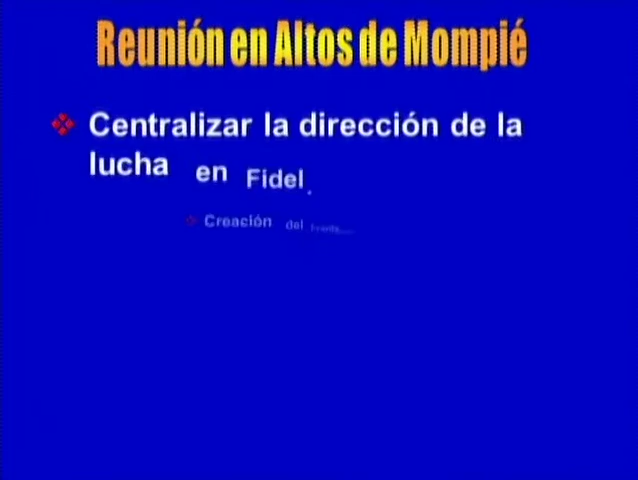 Reunión en Altos de Mompié
Centralizar la dirección de la
lucha en Fidel.
Creación del